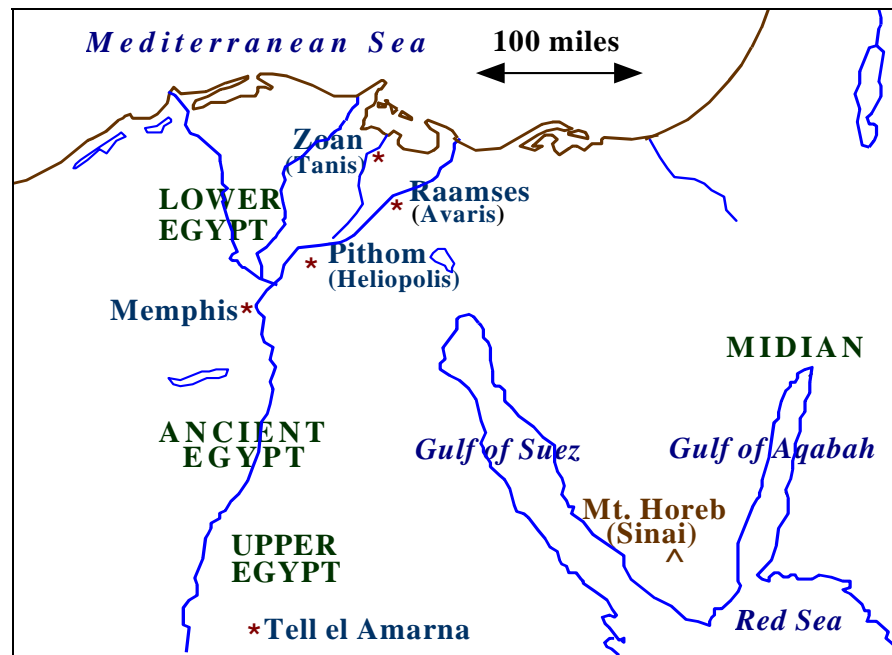 Mediterranean Sea
100 miles
Zoan
(Tanis)
LOWER
EGYPT
Raamses
(Avaris)
Pithom
(Heliopolis)
Memphis*
MIDIAN
ANCIENT
EGYPT
Gulf of Suez
Gulf of Aqabah
Mt. Horeb
(Sinai)
^
UPPER
EGYPT
Red Sea
*Tell el Amarna